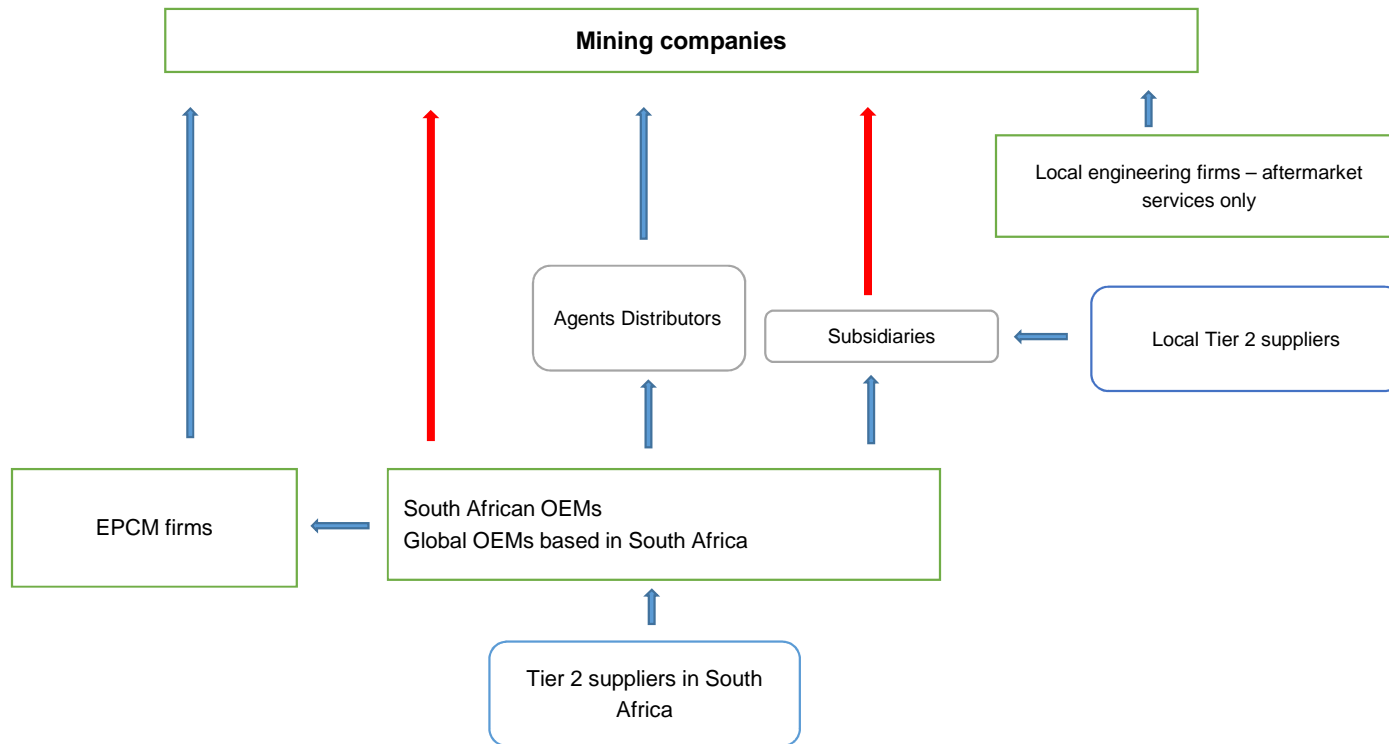 Mining companies
Local engineering firms – aftermarket
services only
Agents Distributors
Subsidiaries
Local Tier 2 suppliers
EPCM firms
South African OEMs
Global OEMs based in South Africa
Tier 2 suppliers in South
Africa